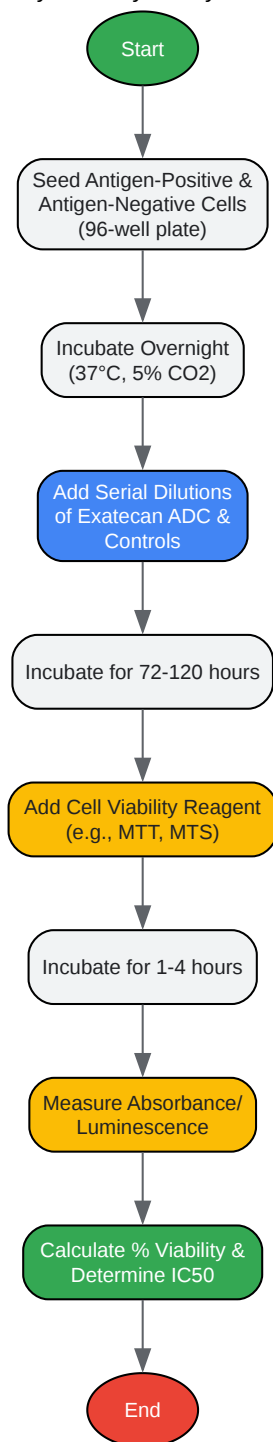 Start
Seed Antigen-Positive &
Antigen-Negative Cells
(96-well plate)
Incubate Overnight
(37°C, 5% CO2)
Add Serial Dilutions
of Exatecan ADC &
Controls
Incubate for 72-120 hours
Add Cell Viability Reagent
(e.g., MTT, MTS)
Incubate for 1-4 hours
Measure Absorbance/
Luminescence
Calculate % Viability &
Determine IC50
End